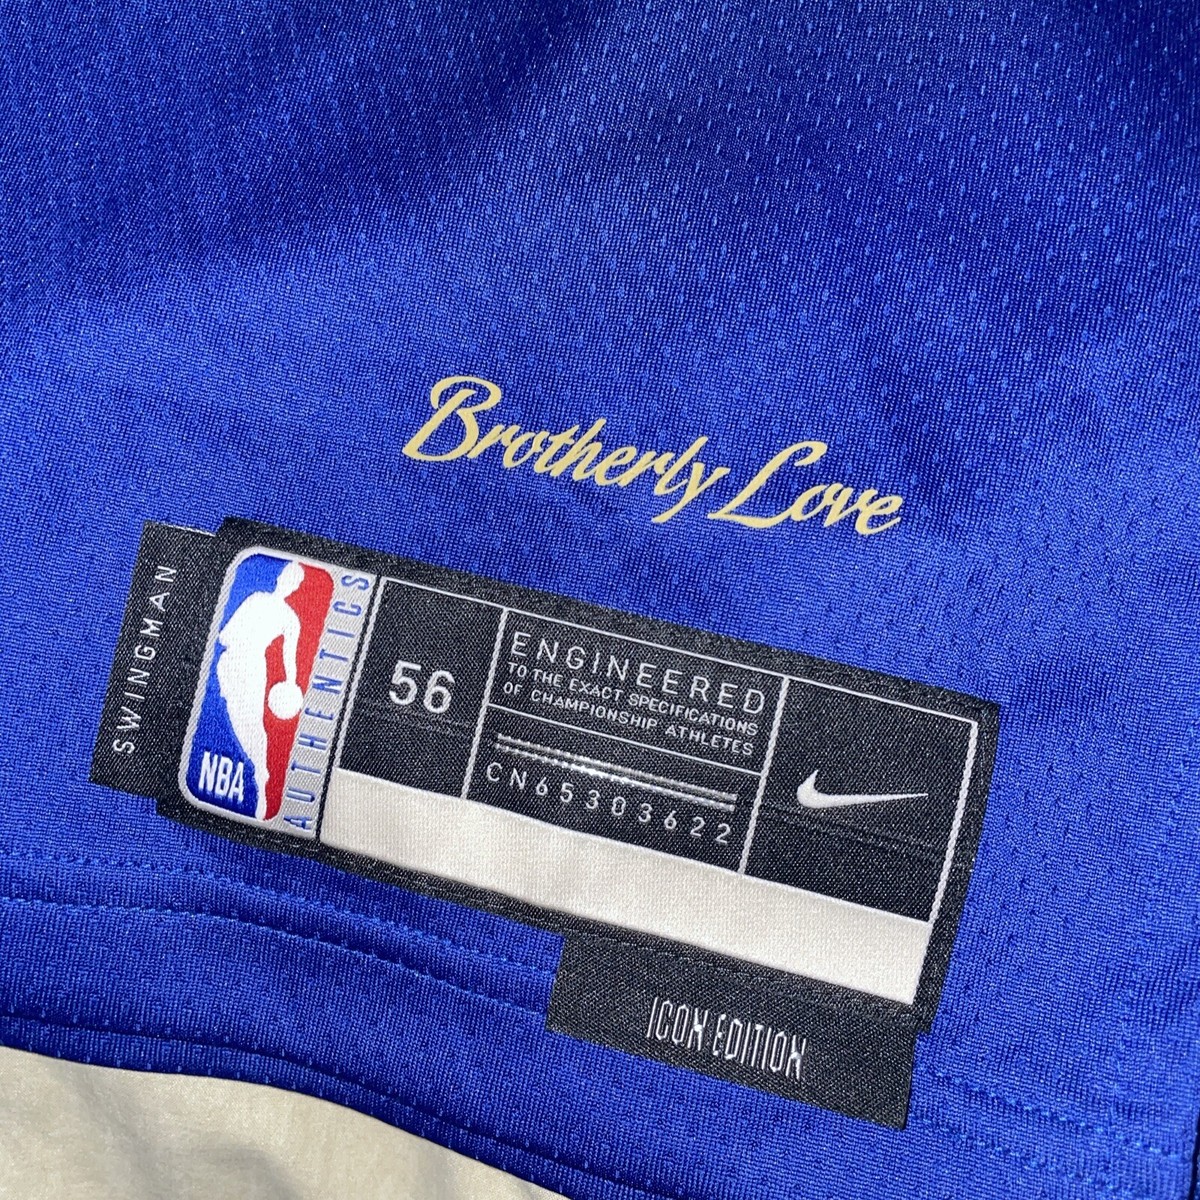 Brotherly Love
SWINGMAN
NBA
AUTHENTICS
56
ENGINEERED
TO THE EXACT SPECIFICATIONS
OF CHAMPIONSHIP ATHLETES
CN65303622
ICON EDITION